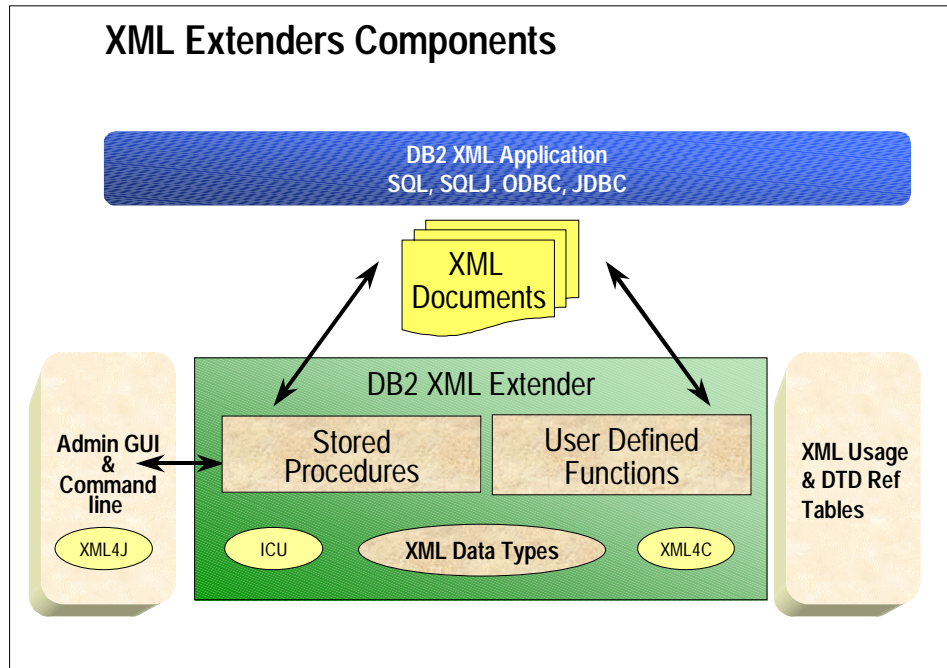 XML Extenders Components
DB2 XML Application
SQL, SQLJ. ODBC, JDBC
XML
Documents
DB2 XML Extender
Admin GUI
&
Command
line
XML4J
Stored
Procedures
User Defined
Functions
ICU
XML Data Types
XML4C
XML Usage
& DTD Ref
Tables